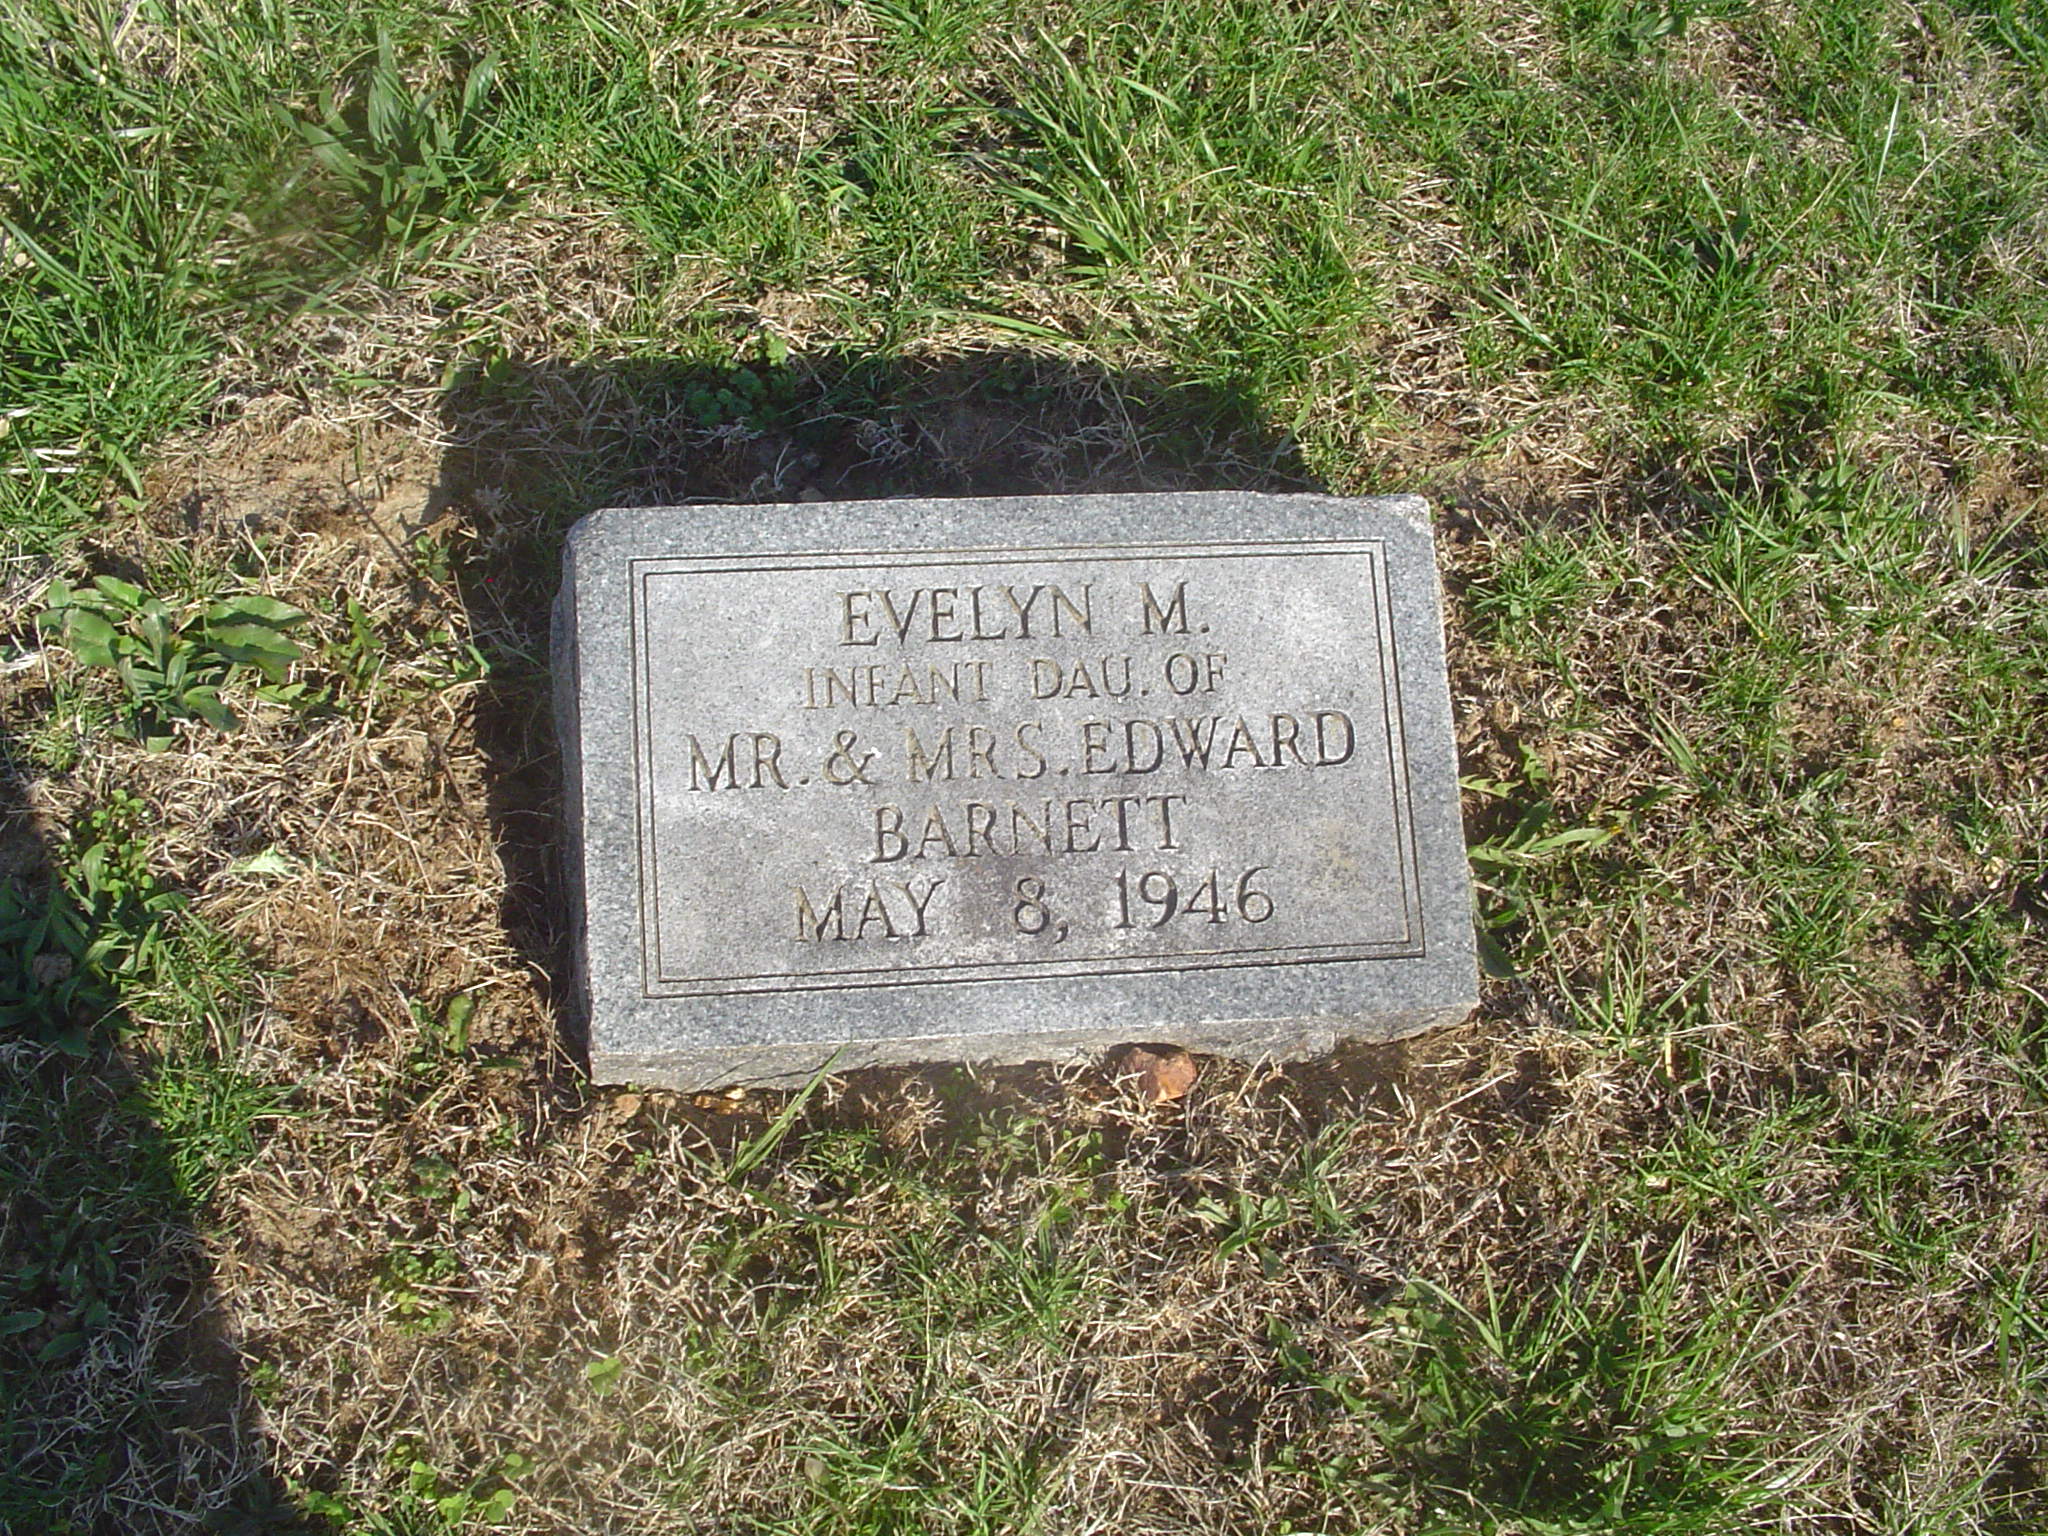 EVELYN M.
INFANT DAU. OF
MR. & MRS. EDWARD
BARNETT
MAY 8, 1946